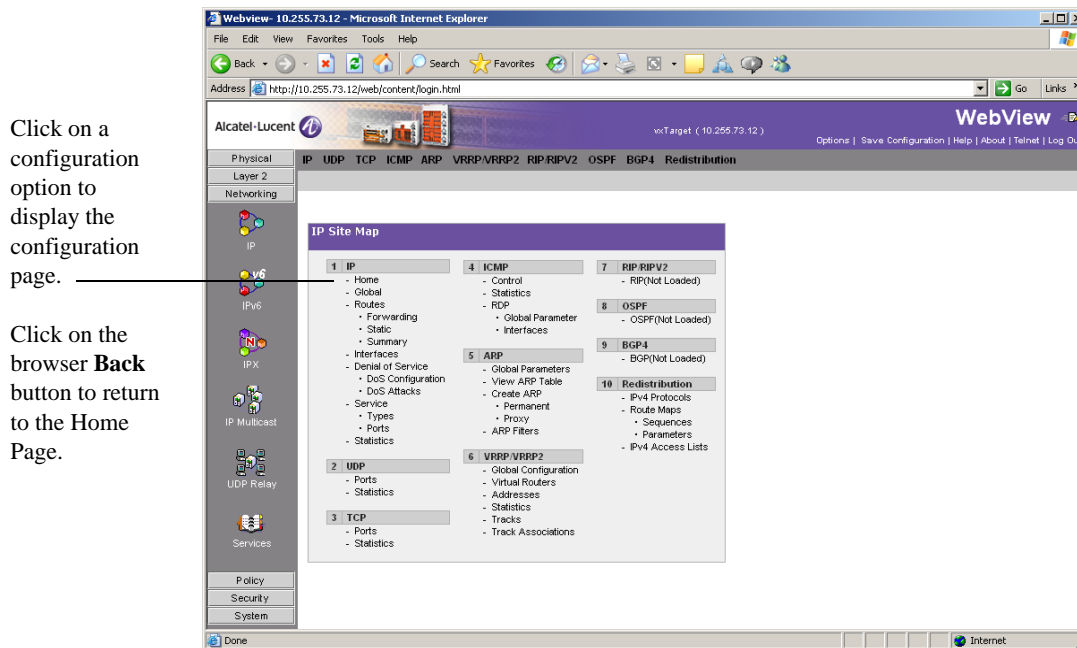 Click on a
configuration
option to
display the
configuration
page.
Click on the
browser Back
button to return
to the Home
Page.
Webview- 10.255.73.12 - Microsoft Internet Explorer
File Edit View Favorites Tools Help
Back Search Favorites
Address http://10.255.73.12/web/content/login.html Go Links
Alcatel-Lucent
vxTarget ( 10.255.73.12 )
WebView
Options | Save Configuration | Help | About | Telnet | Log Ou
Physical
Layer 2
Networking
IP UDP TCP ICMP ARP VRRP/VRRP2 RIP/RIPV2 OSPF BGP4 Redistribution
IP
v6
IPv6
N
IPX
IP Multicast
UDP Relay
Services
Policy
Security
System
IP Site Map
1 IP
- Home
- Global
- Routes
• Forwarding
• Static
• Summary
- Interfaces
- Denial of Service
• DoS Configuration
• DoS Attacks
- Service
• Types
• Ports
- Statistics
2 UDP
- Ports
- Statistics
3 TCP
- Ports
- Statistics
4 ICMP
- Control
- Statistics
- RDP
• Global Parameter
• Interfaces
5 ARP
- Global Parameters
- View ARP Table
- Create ARP
• Permanent
• Proxy
- ARP Filters
6 VRRP/VRRP2
- Global Configuration
- Virtual Routers
- Addresses
- Statistics
- Tracks
- Track Associations
7 RIP/RIPV2
- RIP(Not Loaded)
8 OSPF
- OSPF(Not Loaded)
9 BGP4
- BGP(Not Loaded)
10 Redistribution
- IPv4 Protocols
- Route Maps
• Sequences
• Parameters
- IPv4 Access Lists
Done
Internet